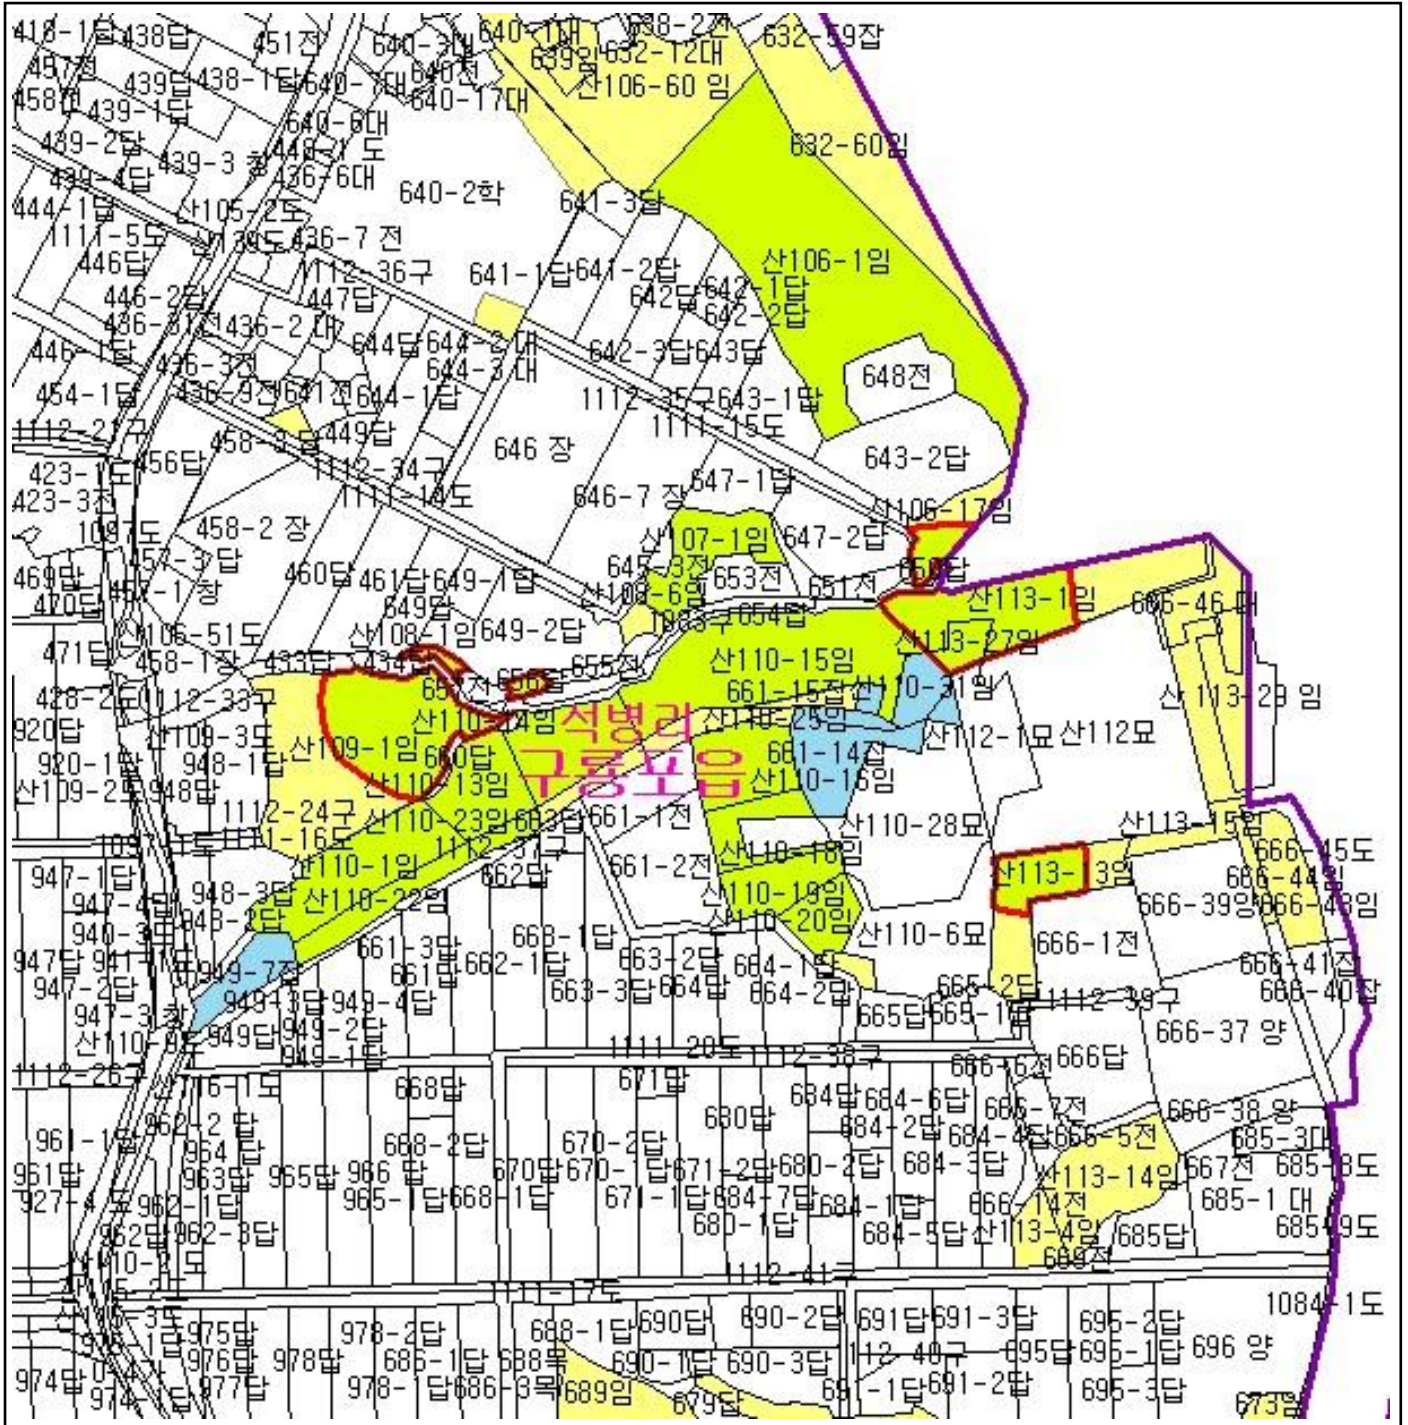 418-1답
438답
451전
640-3대
640-1대
638-2전
632-59잡
457전
439답
438-1답
640전
639임
632-12대
산106-60 임
439-1답
640-17대
640-6대
439-2답
439-3 창
632-60임
439-4답
436-6대
640-2학
641-3답
444-1답
산105-2도
1111-5도
436-7 전
446답
1112-36구
641-1답
641-2답
산106-1임
446-2답
447답
642답
642-1답
642-2답
436-2 대
446-1답
436-3전
644답
644-2 대
642-3답
643답
648전
454-1답
436-9전
641전
644-1답
644-3 대
1112-35구
643-1답
1112-21구
458-3 답
449답
646 장
1111-15도
643-2답
423-1도
456답
1112-34구
647-1답
423-3전
1111-14도
646-7 장
산106-17임
1097도
458-2 장
산107-1임
647-2답
457-3답
645-3전
469답
457-1 창
460답
461답
649-1답
653전
651전
650답
470답
649답
산108-6임
654답
산113-1임
666-46 대
산106-51도
산108-1임
649-2답
산113-27임
471답
458-1장
433답
434답
655전
산110-15임
428-2도
1112-33구
656답
661-15잡
산110-31임
산 113-29 임
920답
산109-3도
산109-1임
산110-14임
석병리
산110-25임
산112-1묘
산112묘
920-1답
948-1답
660답
구룡포읍
661-14잡
산109-2도
948답
산110-13임
산110-16임
1112-24구
산110-23임
663답
661-1전
산110-28묘
산113-15임
1111-16도
1112-37구
947-1답
산110-1임
662답
661-2전
산110-18임
산113-13임
666-45도
666-44임
947-4답
948-3답
산110-22임
산110-19임
666-39양
666-43임
940-3답
948-2답
661-3답
668-1답
산110-20임
산110-6묘
666-1전
947답
941-1답
949-7전
661답
662-1답
663-2답
684-1답
666-41잡
947-2답
949-3답
949-4답
663-3답
664답
664-2답
665-2답
1112-39구
666-40잡
947-3 창
949답
949-2답
665답
665-1답
666-37 양
949-1답
1111-20도
1112-38구
666-6전
666답
668답
671답
684답
684-6답
666-7전
666-38 양
961-1답
962-2 답
668-2답
670-2답
680답
684-2답
684-4답
666-5전
685-3대
961답
964 답
963답
965답
966 답
670답
670-1답
671-2답
680-2답
684-3답
산113-14임
667전
685-8도
927-4 도
962-1답
965-1답
668-1답
671-1답
684-7답
684-1답
666-14전
685-1 대
962답
962-3답
680-1답
684-5답
산113-4임
685답
685-9도
669전
1112-41구
1111-17도
1084-1도
975답
978-2답
688-1답
690답
690-2답
691답
691-3답
695-2답
976답
978답
686-1답
688목
690-1답
690-3답
1112-40구
695답
695-1답
696 양
974답
977답
978-1답
686-3목
689임
679답
691-1답
691-2답
695-3답
673임